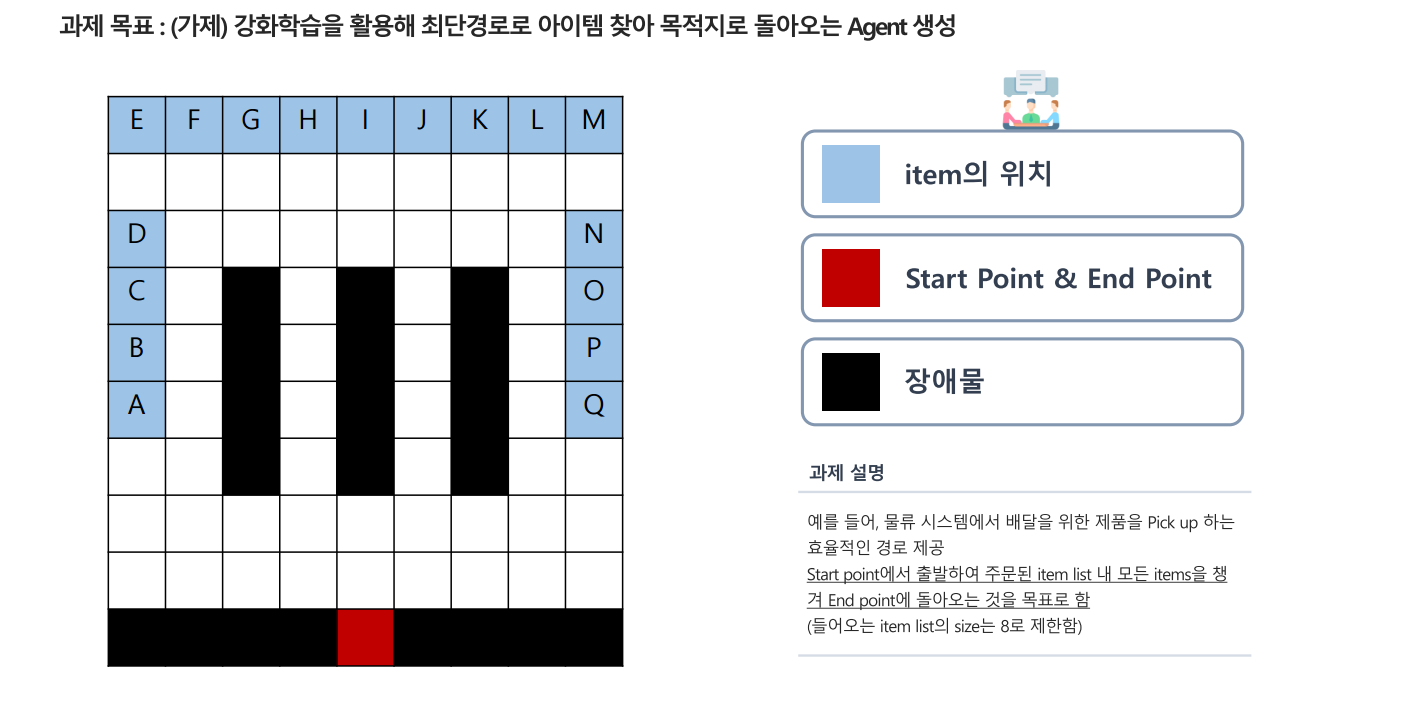 과제 목표 : (가제) 강화학습을 활용해 최단경로로 아이템 찾아 목적지로 돌아오는 Agent 생성
E F G H I J K L M
D N
C O
B P
A Q
item의 위치
Start Point & End Point
장애물
과제 설명
예를 들어, 물류 시스템에서 배달을 위한 제품을 Pick up 하는
효율적인 경로 제공
Start point에서 출발하여 주문된 item list 내 모든 items을 챙
겨 End point에 돌아오는 것을 목표로 함
(들어오는 item list의 size는 8로 제한함)